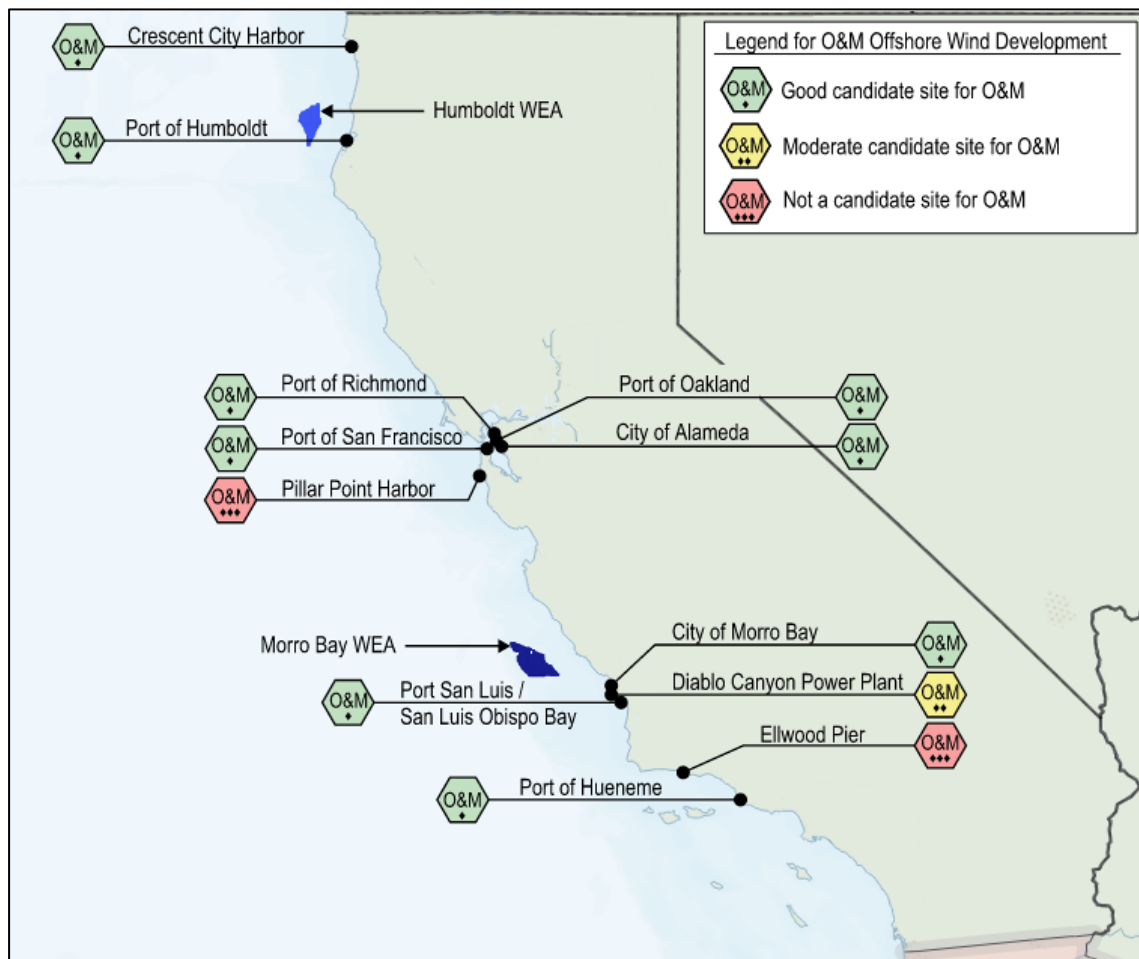 O&M
Crescent City Harbor
Legend for O&M Offshore Wind Development
O&M
Good candidate site for O&M
O&M
Moderate candidate site for O&M
O&M
Not a candidate site for O&M
Humboldt WEA
O&M
Port of Humboldt
O&M
Port of Richmond
Port of Oakland
O&M
O&M
Port of San Francisco
City of Alameda
O&M
O&M
Pillar Point Harbor
Morro Bay WEA
City of Morro Bay
O&M
Diablo Canyon Power Plant
O&M
O&M
Port San Luis /
San Luis Obispo Bay
Ellwood Pier
O&M
O&M
Port of Hueneme